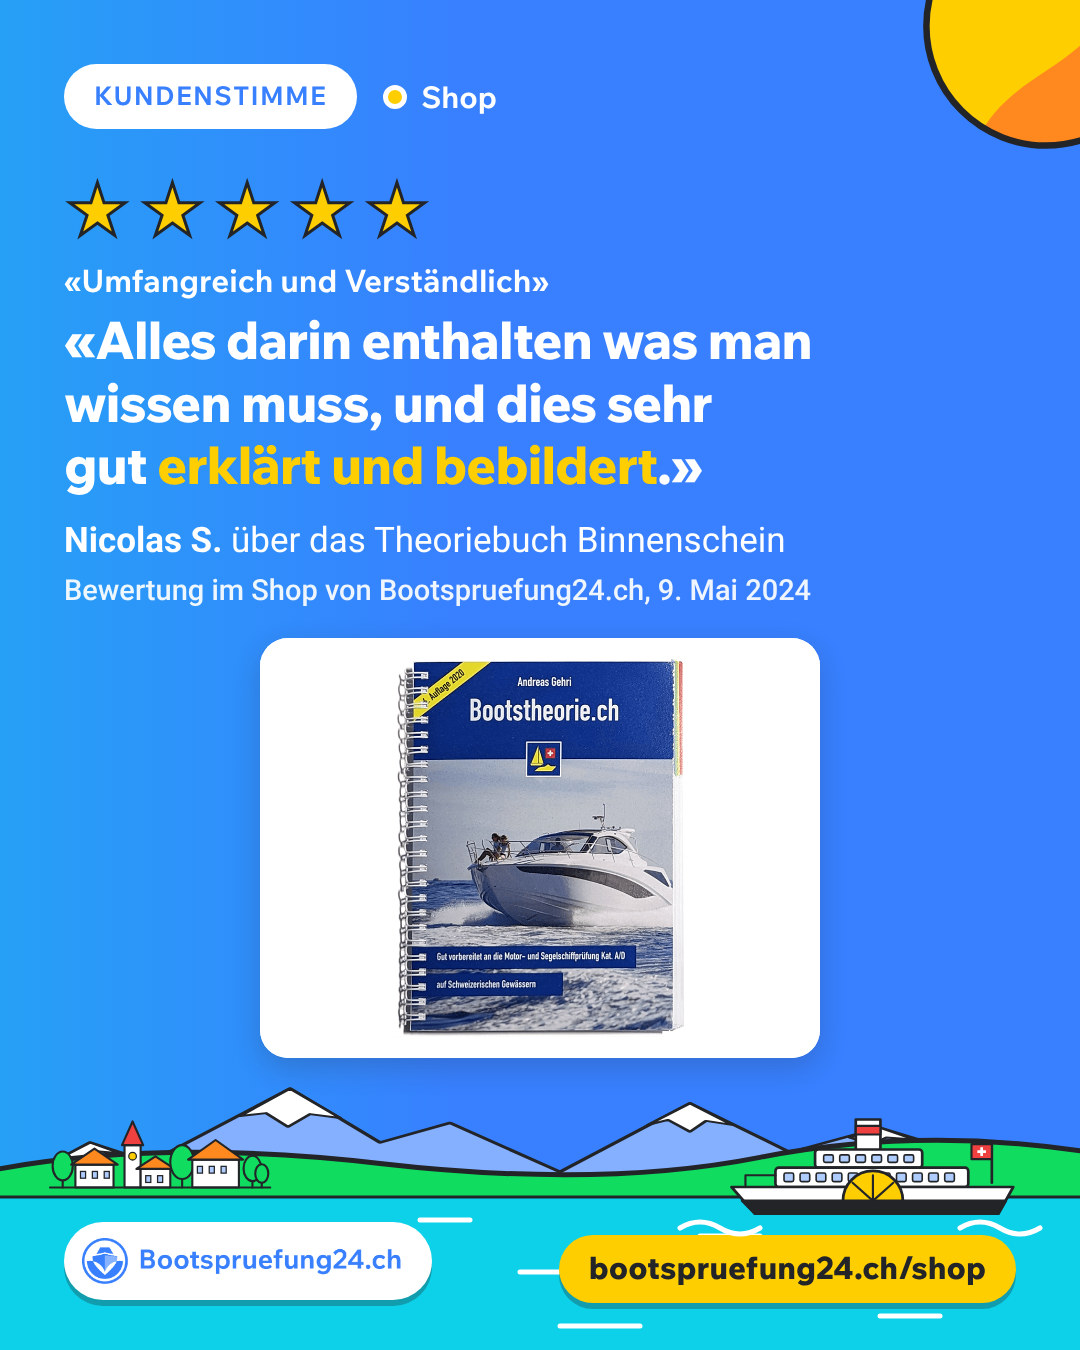 KUNDENSTIMME
Shop
«Umfangreich und Verständlich»
«Alles darin enthalten was man
wissen muss, und dies sehr
gut erklärt und bebildert.»
Nicolas S. über das Theoriebuch Binnenschein
Bewertung im Shop von Bootspruefung24.ch, 9. Mai 2024
Auflage 2020
Andreas Gehri
Bootstheorie.ch
Gut vorbereitet an die Motor- und Segelschiffprüfung Kat. A/D
auf Schweizerischen Gewässern
Bootspruefung24.ch
bootspruefung24.ch/shop